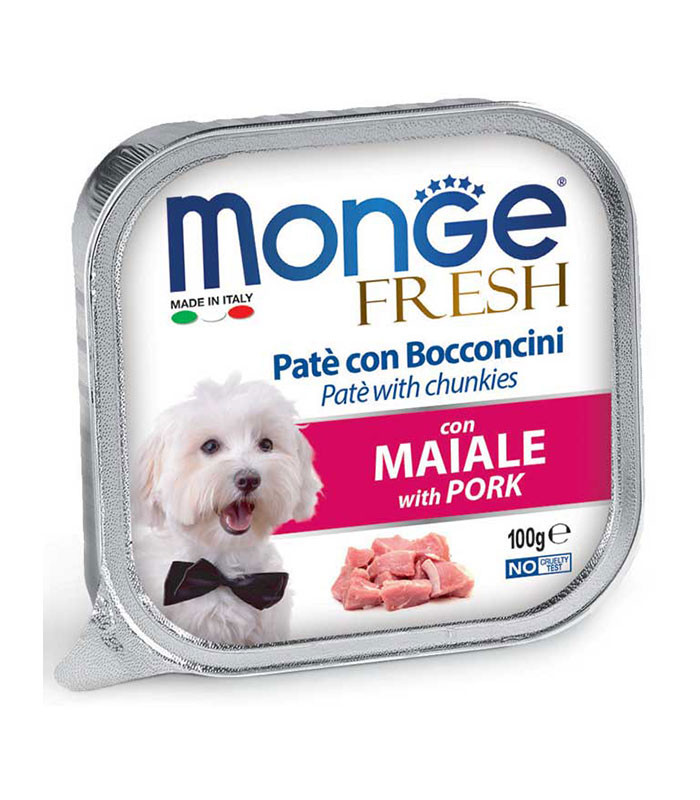 monGe®
FRESH
MADE IN ITALY
Patè con Bocconcini
Patè with chunkies
con
MAIALE
with PORK
100g ℮
NO CRUELTY TEST